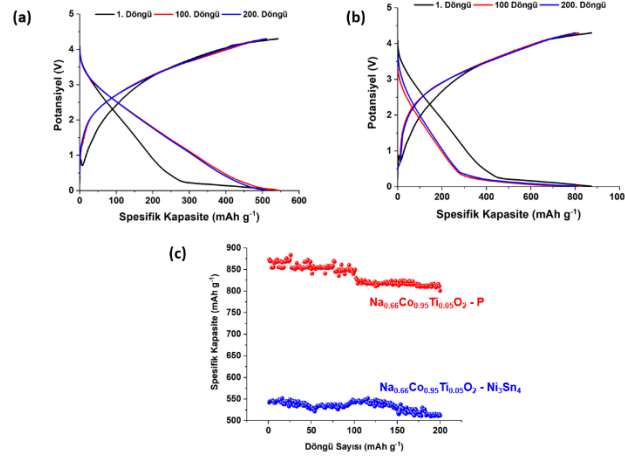 (a)
1. Döngü 100 Döngü 200. Döngü
Potansiyel (V)
5
4
3
2
1
0
0 100 200 300 400 500 600
Spesifik Kapasite (mAh g⁻¹)
(b)
1. Döngü 100 Döngü 200. Döngü
Potansiyel (V)
5
4
3
2
1
0
0 200 400 600 800 100
Spesifik Kapasite (mAh g⁻¹)
(c)
Spesifik Kapasite (mAh g⁻¹)
900
850
800
750
700
650
600
550
500
Na₀.₆₆Co₀.₉₅Ti₀.₀₅O₂ - P
Na₀.₆₆Co₀.₉₅Ti₀.₀₅O₂ - Ni₃Sn₄
0 50 100 150 200
Döngü Sayısı (mAh g⁻¹)